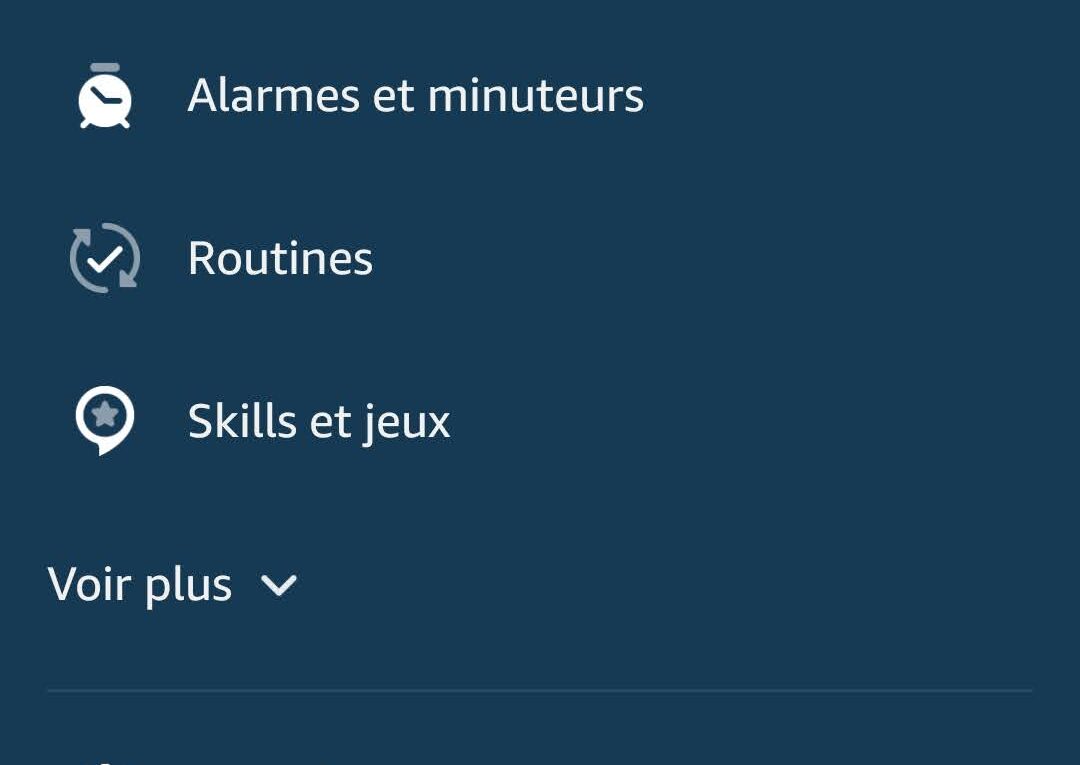 Alarmes et minuteurs
Routines
Skills et jeux
Voir plus